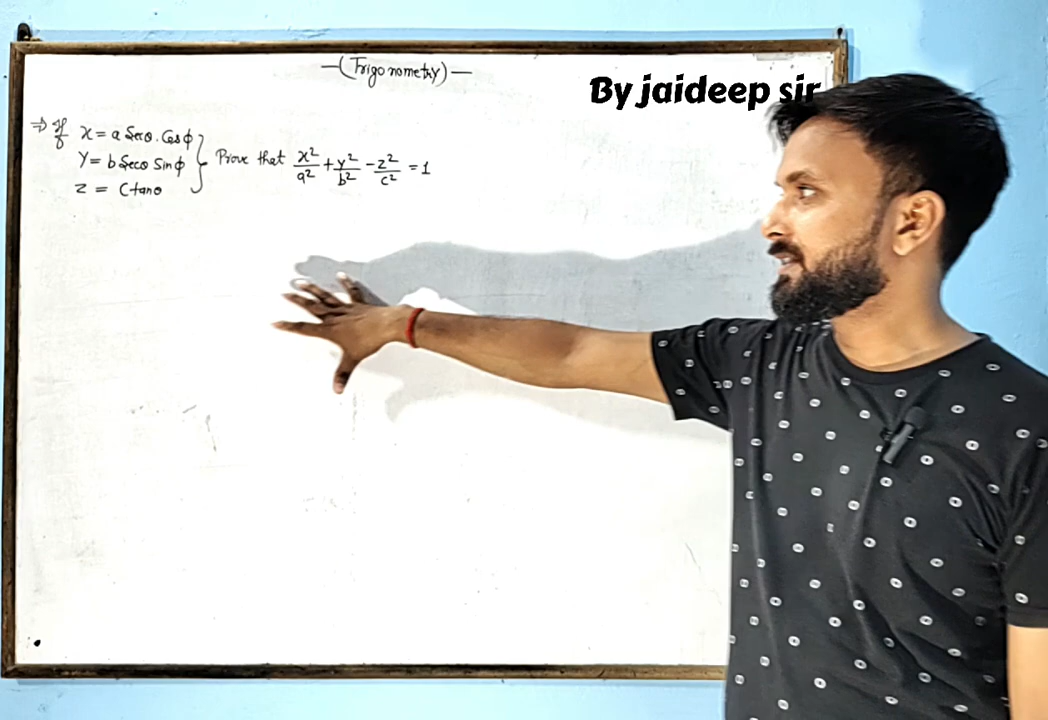 —(Trigonometry)—
By jaideep sir
⇒ If x = a Secθ . Cosϕ
Y = b Secθ Sinϕ } Prove that x²/a² + y²/b² - z²/c² = 1
z = C tanθ